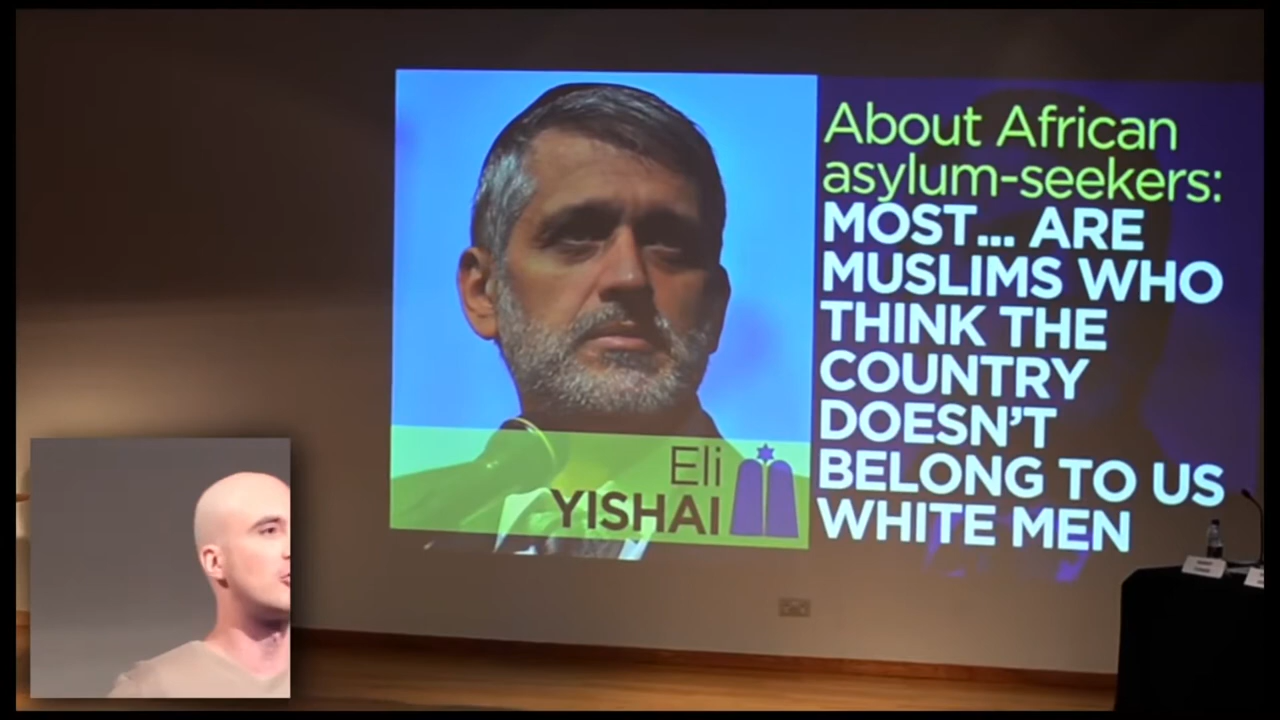 About African
asylum-seekers:
MOST... ARE
MUSLIMS WHO
THINK THE
COUNTRY
DOESN'T
BELONG TO US
WHITE MEN
Eli
YISHAI